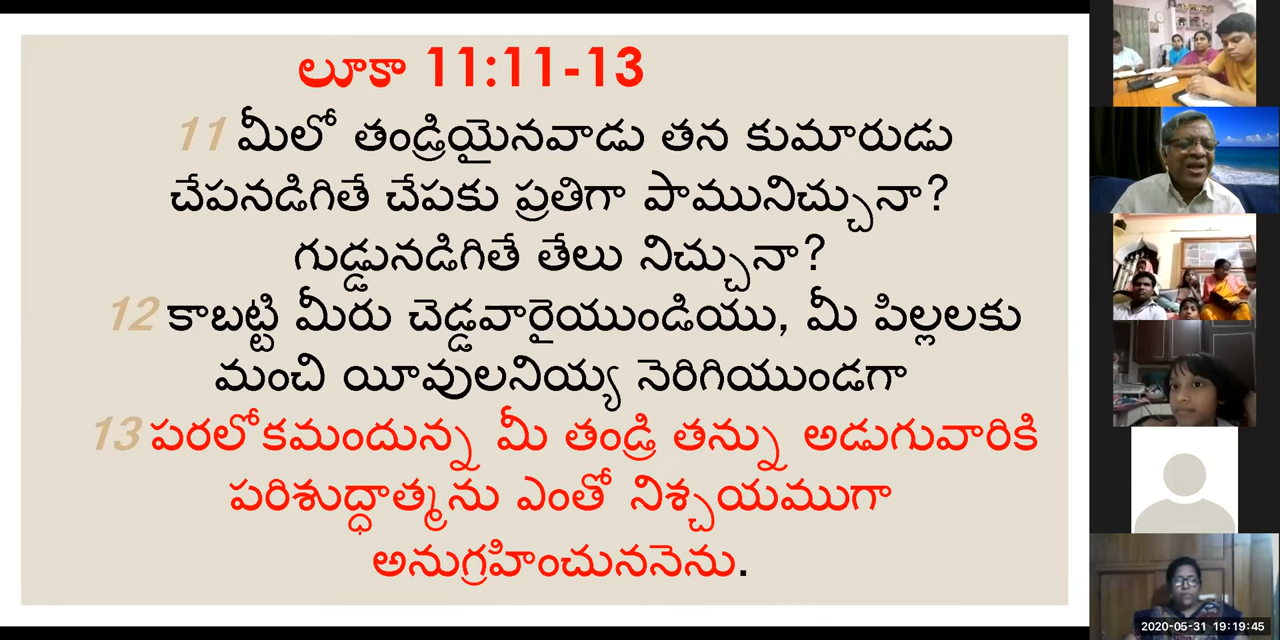 లూకా 11:11-13
11 మీలో తండ్రియైనవాడు తన కుమారుడు
చేపనడిగితే చేపకు ప్రతిగా పామునిచ్చునా?
గుడ్డునడిగితే తేలు నిచ్చునా?
12 కాబట్టి మీరు చెడ్డవారైయుండియు, మీ పిల్లలకు
మంచి యీవులనియ్య నెరిగియుండగా
13 పరలోకమందున్న మీ తండ్రి తన్ను అడుగువారికి
పరిశుద్ధాత్మను ఎంతో నిశ్చయముగా
అనుగ్రహించుననెను.
2020-05-31 19:19:45